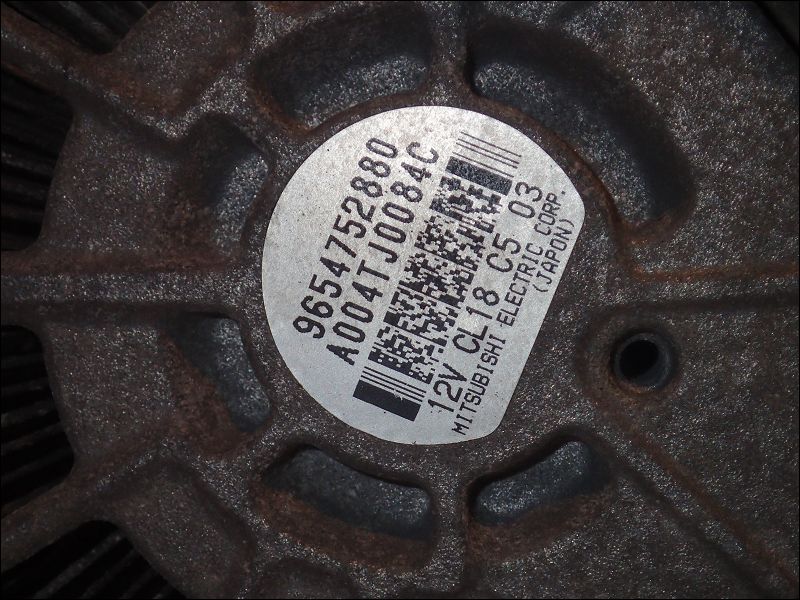 9654752880
A004TJ0084C
12V CL18 C5 03
MITSUBISHI ELECTRIC CORP.
(JAPON)